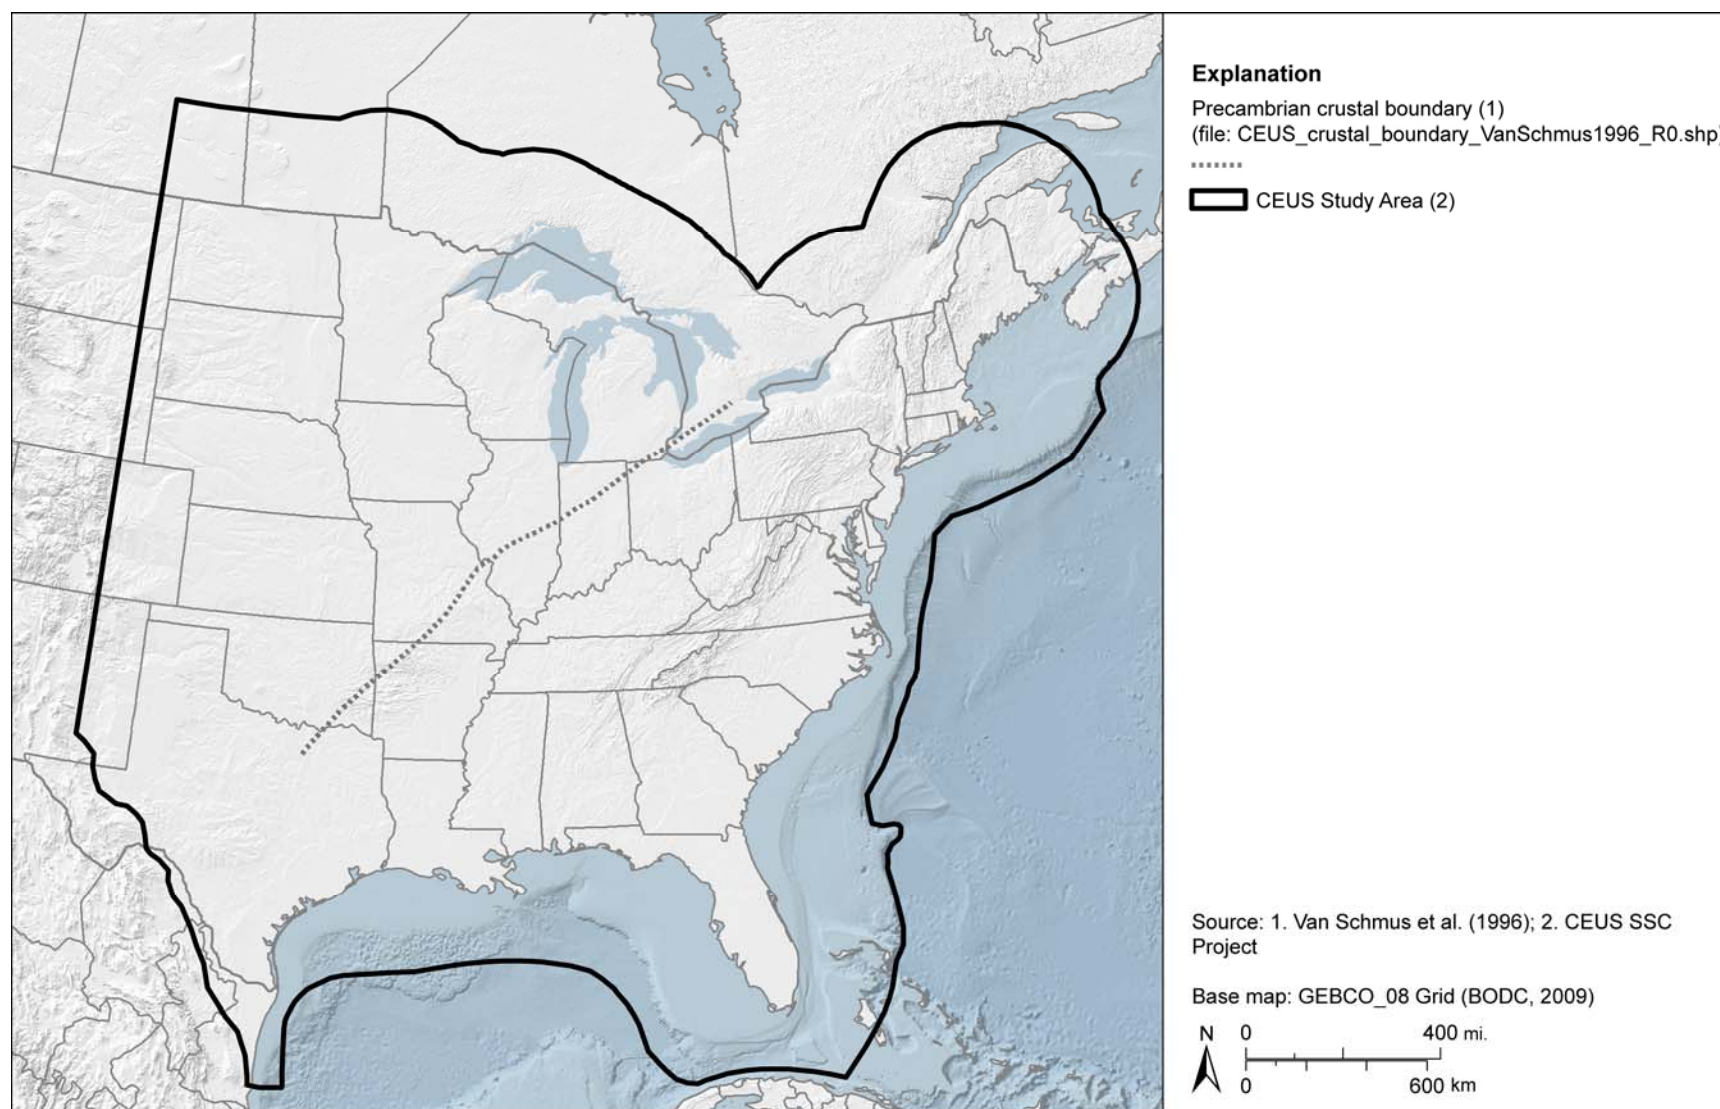 Explanation
Precambrian crustal boundary (1)
(file: CEUS_crustal_boundary_VanSchmus1996_R0.shp)
CEUS Study Area (2)
Source: 1. Van Schmus et al. (1996); 2. CEUS SSC
Project
Base map: GEBCO_08 Grid (BODC, 2009)
N
0 400 mi.
0 600 km